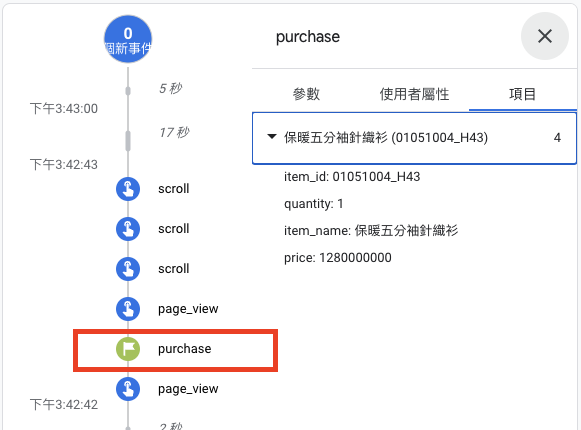 0
個新事件
5 秒
下午3:43:00
17 秒
下午3:42:43
scroll
scroll
scroll
page_view
purchase
page_view
下午3:42:42
2 秒
purchase
參數
使用者屬性
項目
保暖五分袖針織衫 (01051004_H43)
4
item_id: 01051004_H43
quantity: 1
item_name: 保暖五分袖針織衫
price: 1280000000